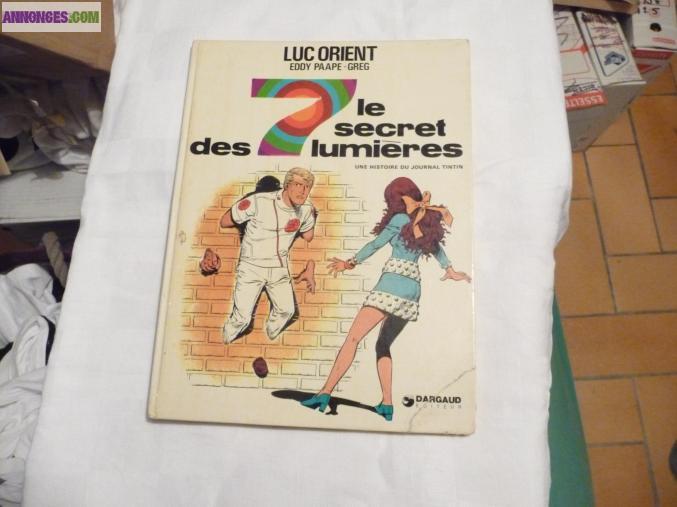 ANNONCES.COM
LUC ORIENT
EDDY PAAPE - GREG
le
secret
des 7 lumières
UNE HISTOIRE DU JOURNAL TINTIN
DARGAUD
EDITEUR
ESSELTE